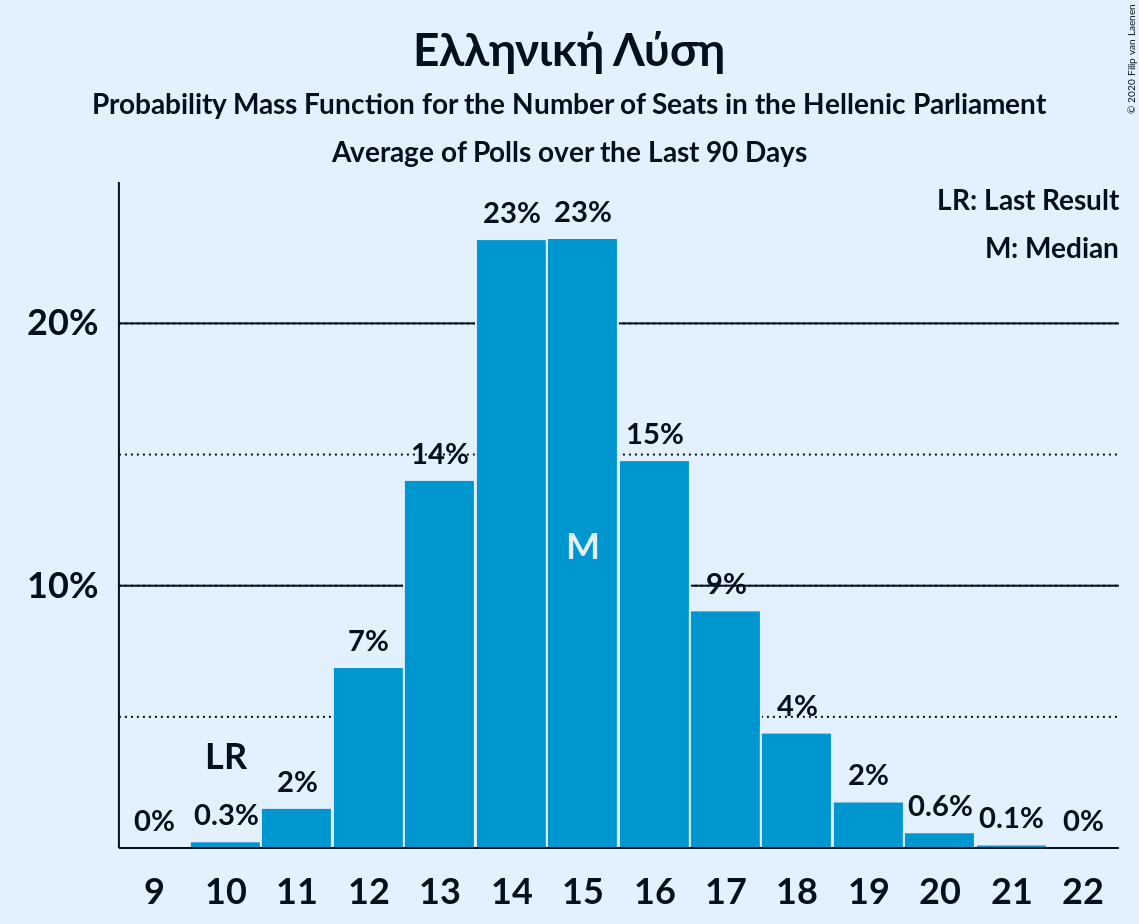 Ελληνική Λύση
Probability Mass Function for the Number of Seats in the Hellenic Parliament
Average of Polls over the Last 90 Days
© 2020 Filip van Laenen
LR: Last Result
M: Median
20%
10%
0%
0.3%
2%
7%
14%
23%
23%
15%
9%
4%
2%
0.6%
0.1%
0%
LR
M
9 10 11 12 13 14 15 16 17 18 19 20 21 22